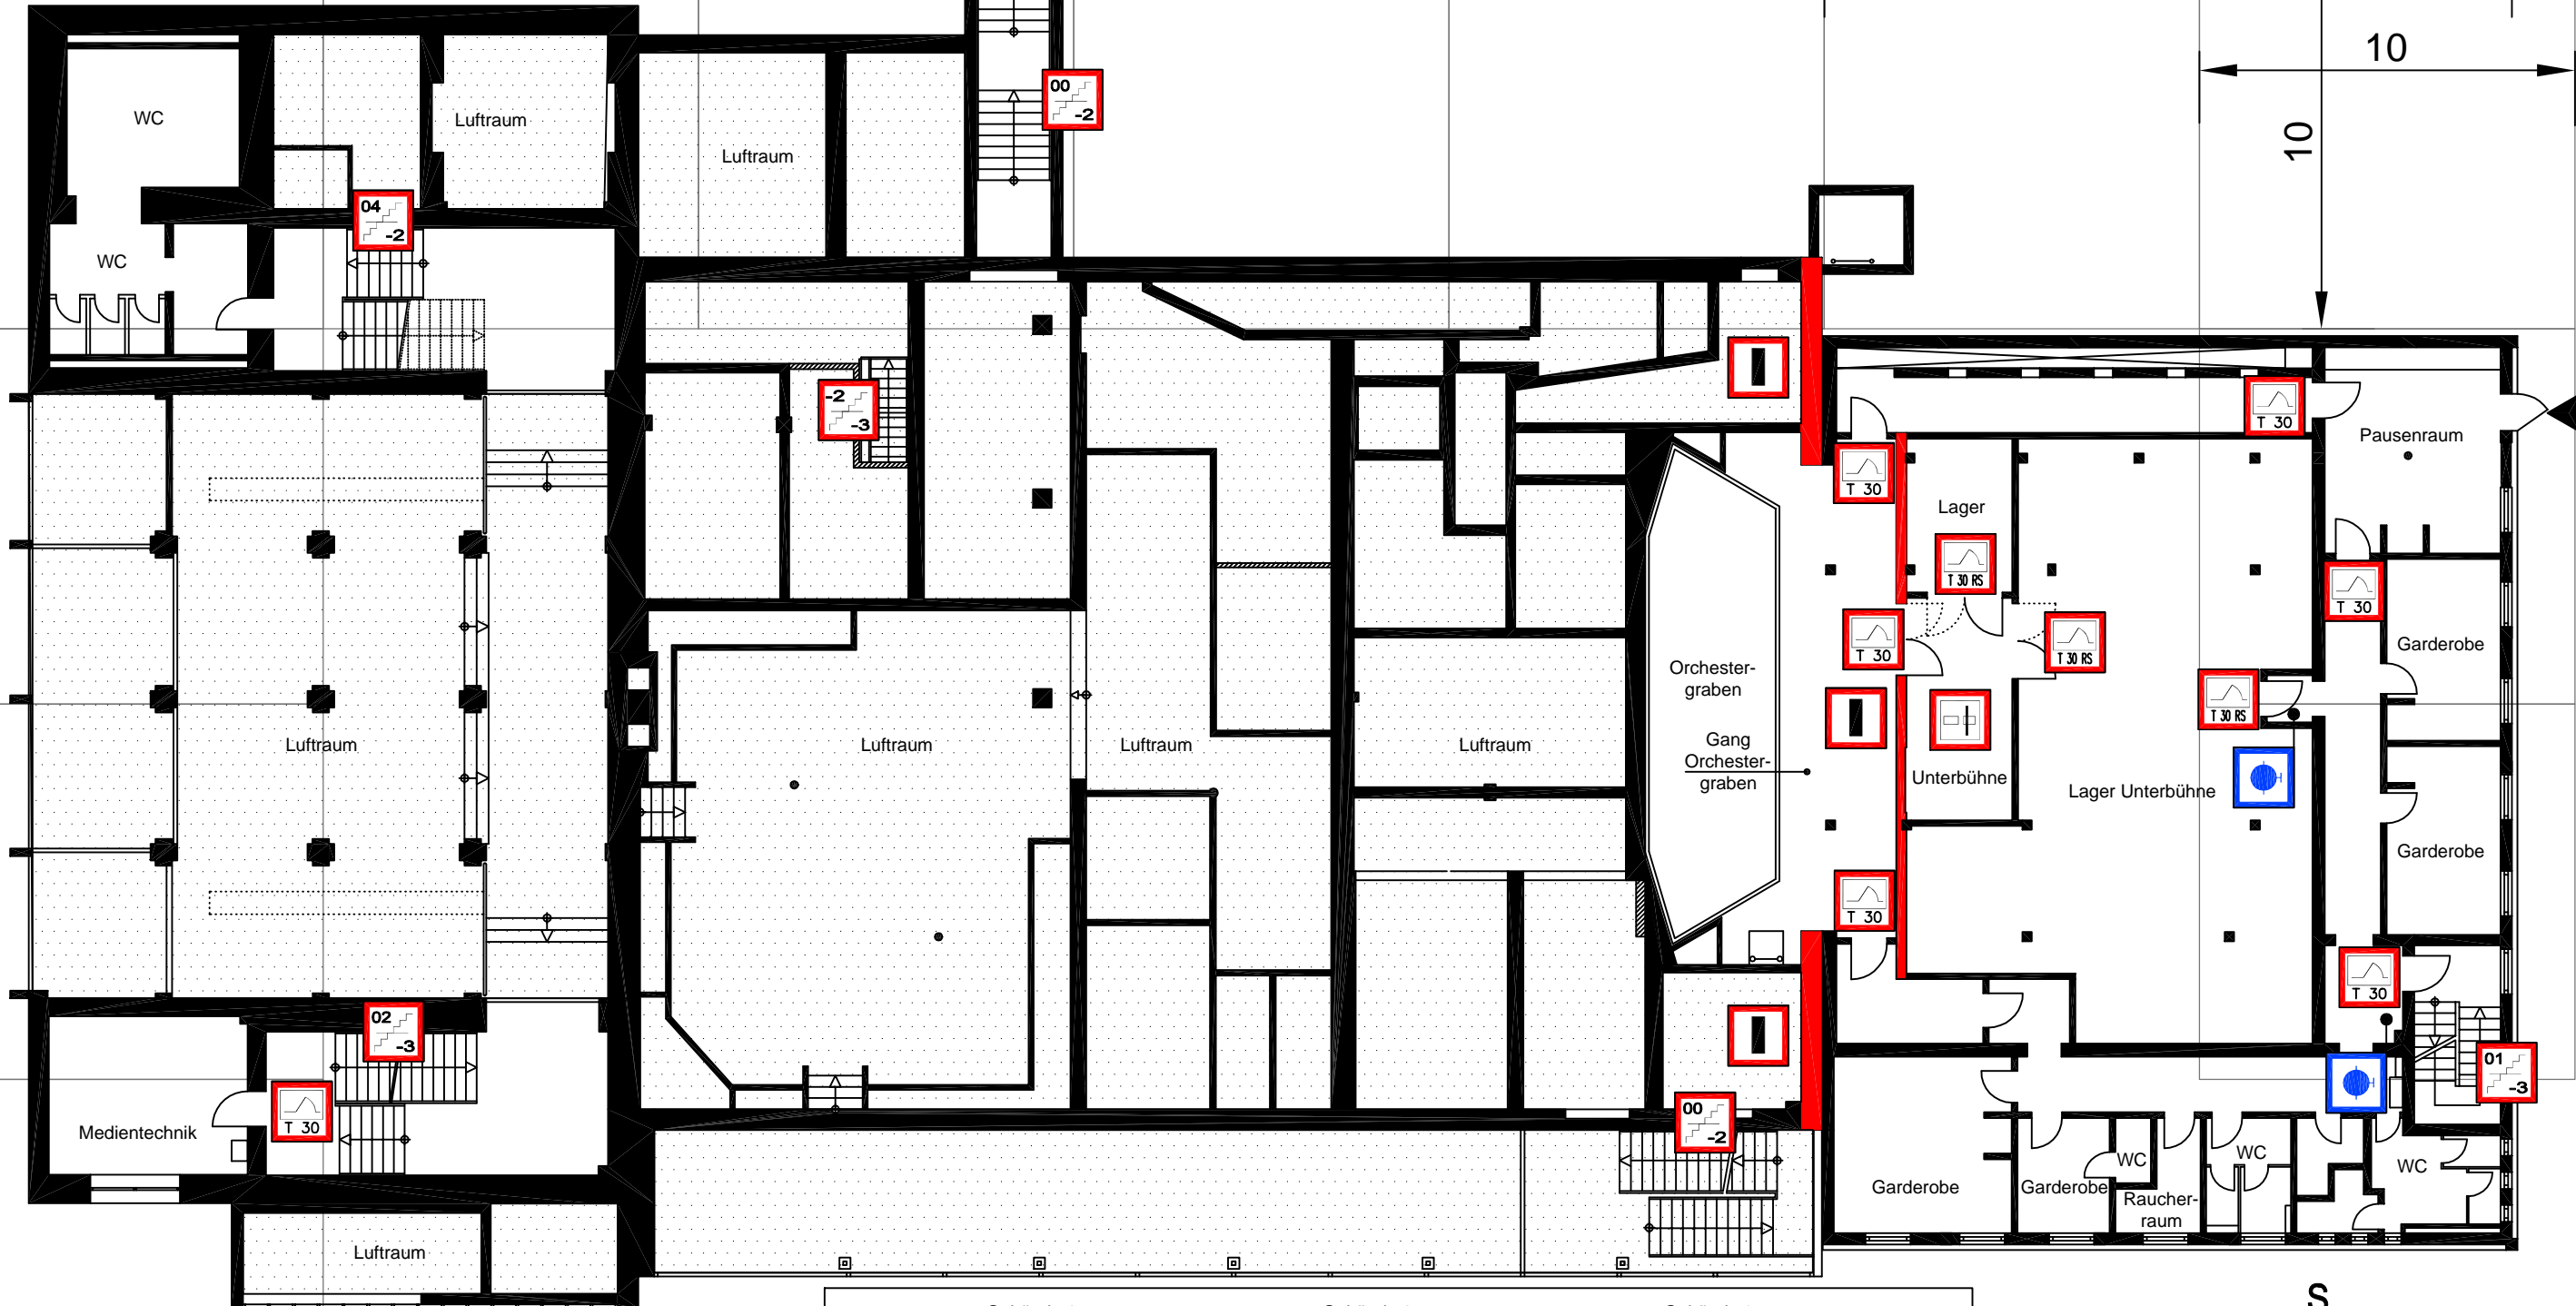 10
10
WC
Luftraum
Luftraum
00
-2
04
-2
WC
-2
-3
T 30
Pausenraum
T 30
Lager
T 30 RS
T 30
T 30
T 30 RS
Garderobe
Orchester-
graben
T 30 RS
Gang
Orchester-
graben
Luftraum
Luftraum
Luftraum
Luftraum
Unterbühne
Lager Unterbühne
Garderobe
T 30
T 30
02
-3
01
-3
T 30
Medientechnik
00
-2
WC
WC
WC
Garderobe
Garderobe
Raucher-
raum
Luftraum
S